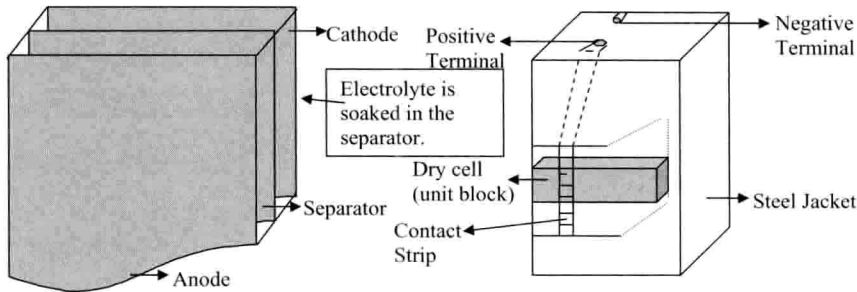 Cathode
Electrolyte is
soaked in the
separator.
Separator
Anode
Positive
Terminal
Negative
Terminal
Dry cell
(unit block)
Contact
Strip
Steel Jacket